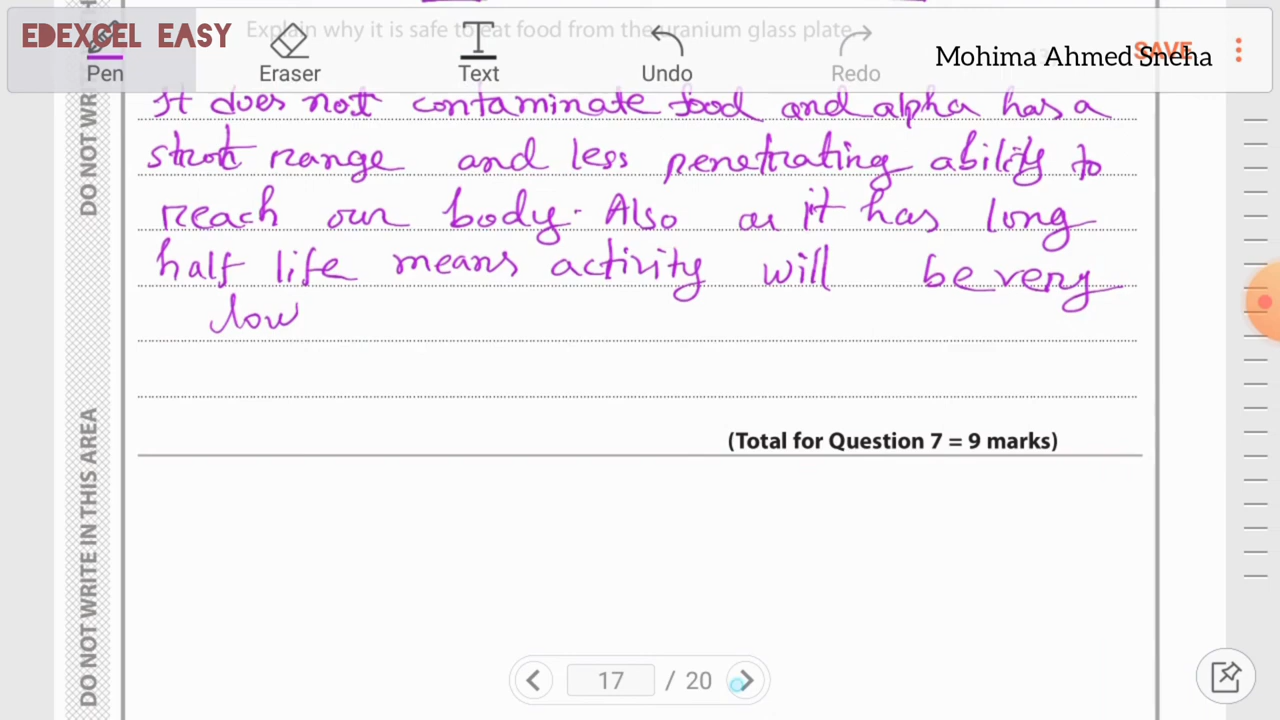 EDEXCEL EASY
Explain why it is safe to eat food from the uranium glass plate.
Mohima Ahmed Sneha
SAVE
Pen
Eraser
Text
Undo
Redo
It does not contaminate food and alpha has a
short range and less penetrating ability to
reach our body. Also as it has long
half life means activity will be very
low
(Total for Question 7 = 9 marks)
DO NOT WR
DO NOT WRITE IN THIS AREA
17 / 20